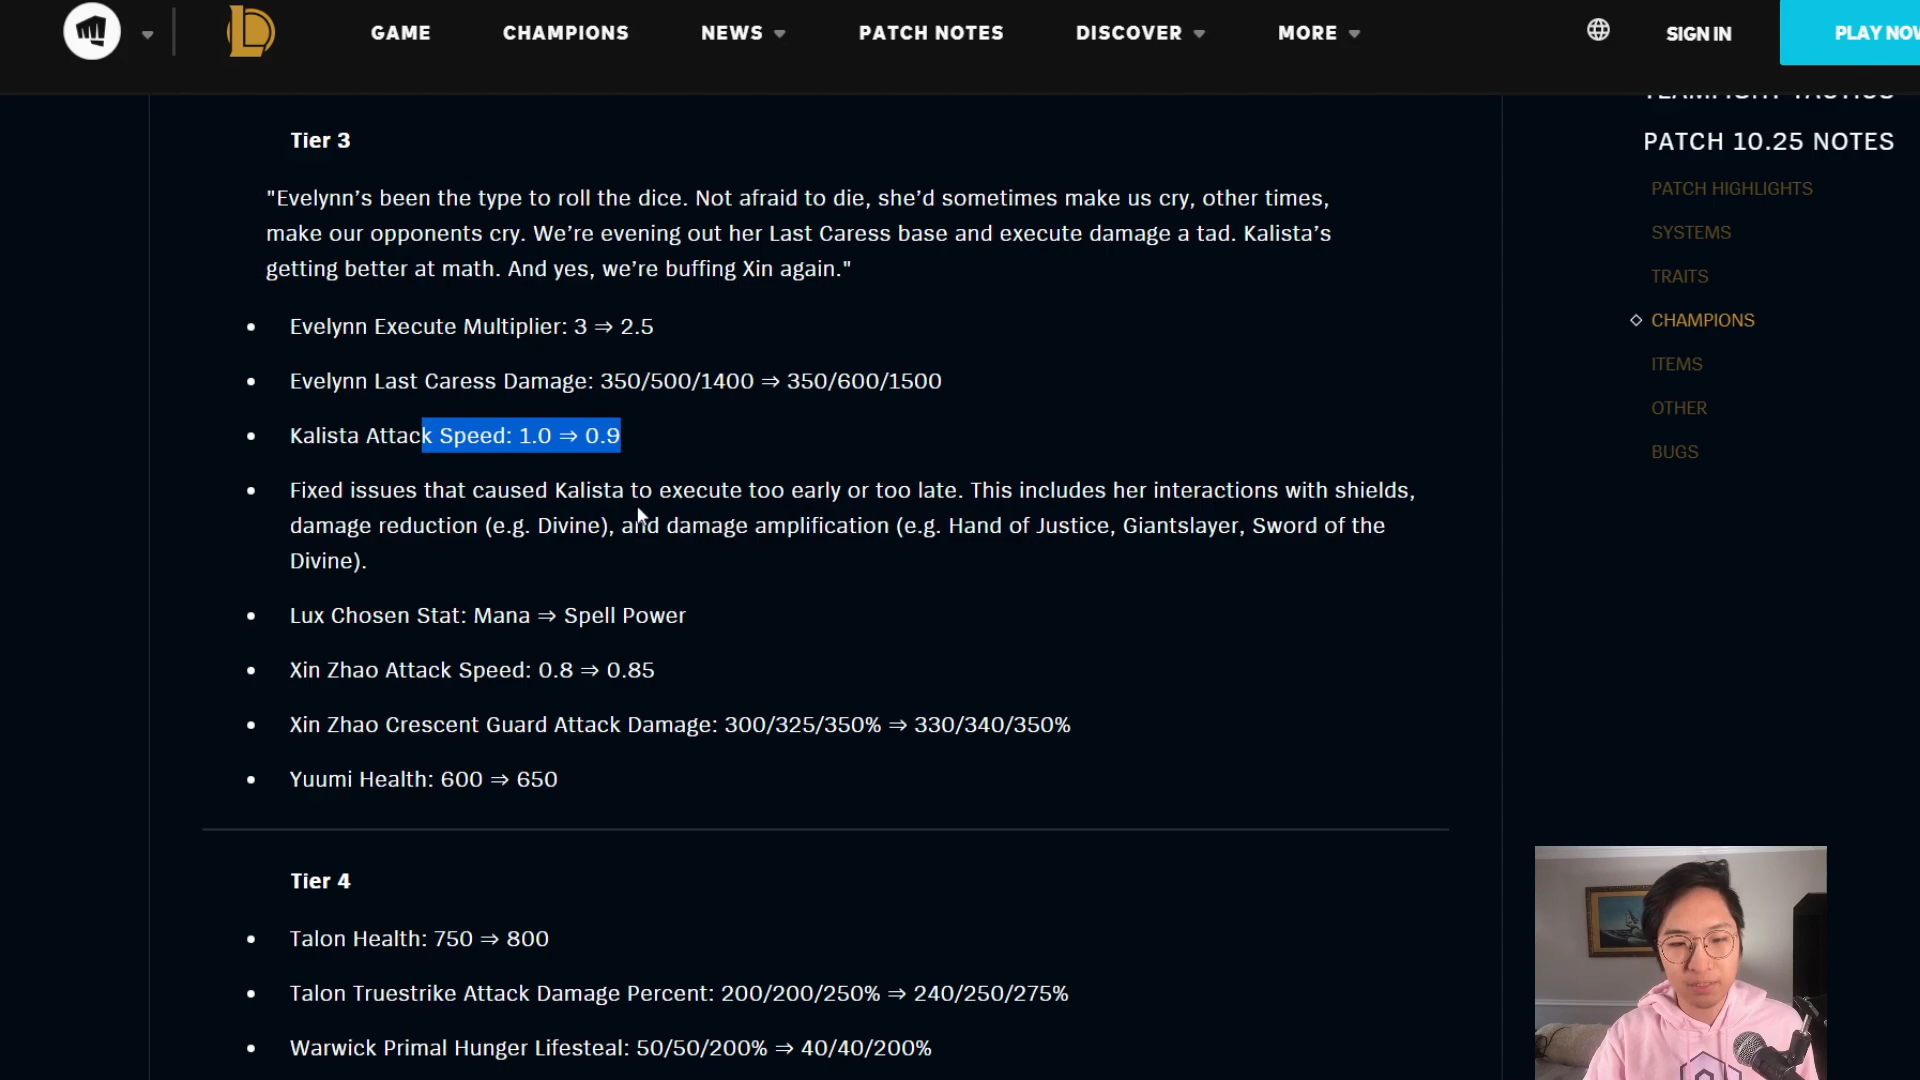 GAME CHAMPIONS NEWS PATCH NOTES DISCOVER MORE SIGN IN PLAY NOW
TEAMFIGHT TACTICS
PATCH 10.25 NOTES
PATCH HIGHLIGHTS
SYSTEMS
TRAITS
CHAMPIONS
ITEMS
OTHER
BUGS
Tier 3
"Evelynn’s been the type to roll the dice. Not afraid to die, she’d sometimes make us cry, other times,
make our opponents cry. We’re evening out her Last Caress base and execute damage a tad. Kalista’s
getting better at math. And yes, we’re buffing Xin again."
• Evelynn Execute Multiplier: 3 ⇒ 2.5
• Evelynn Last Caress Damage: 350/500/1400 ⇒ 350/600/1500
• Kalista Attack Speed: 1.0 ⇒ 0.9
• Fixed issues that caused Kalista to execute too early or too late. This includes her interactions with shields,
damage reduction (e.g. Divine), and damage amplification (e.g. Hand of Justice, Giantslayer, Sword of the
Divine).
• Lux Chosen Stat: Mana ⇒ Spell Power
• Xin Zhao Attack Speed: 0.8 ⇒ 0.85
• Xin Zhao Crescent Guard Attack Damage: 300/325/350% ⇒ 330/340/350%
• Yuumi Health: 600 ⇒ 650
Tier 4
• Talon Health: 750 ⇒ 800
• Talon Truestrike Attack Damage Percent: 200/200/250% ⇒ 240/250/275%
• Warwick Primal Hunger Lifesteal: 50/50/200% ⇒ 40/40/200%